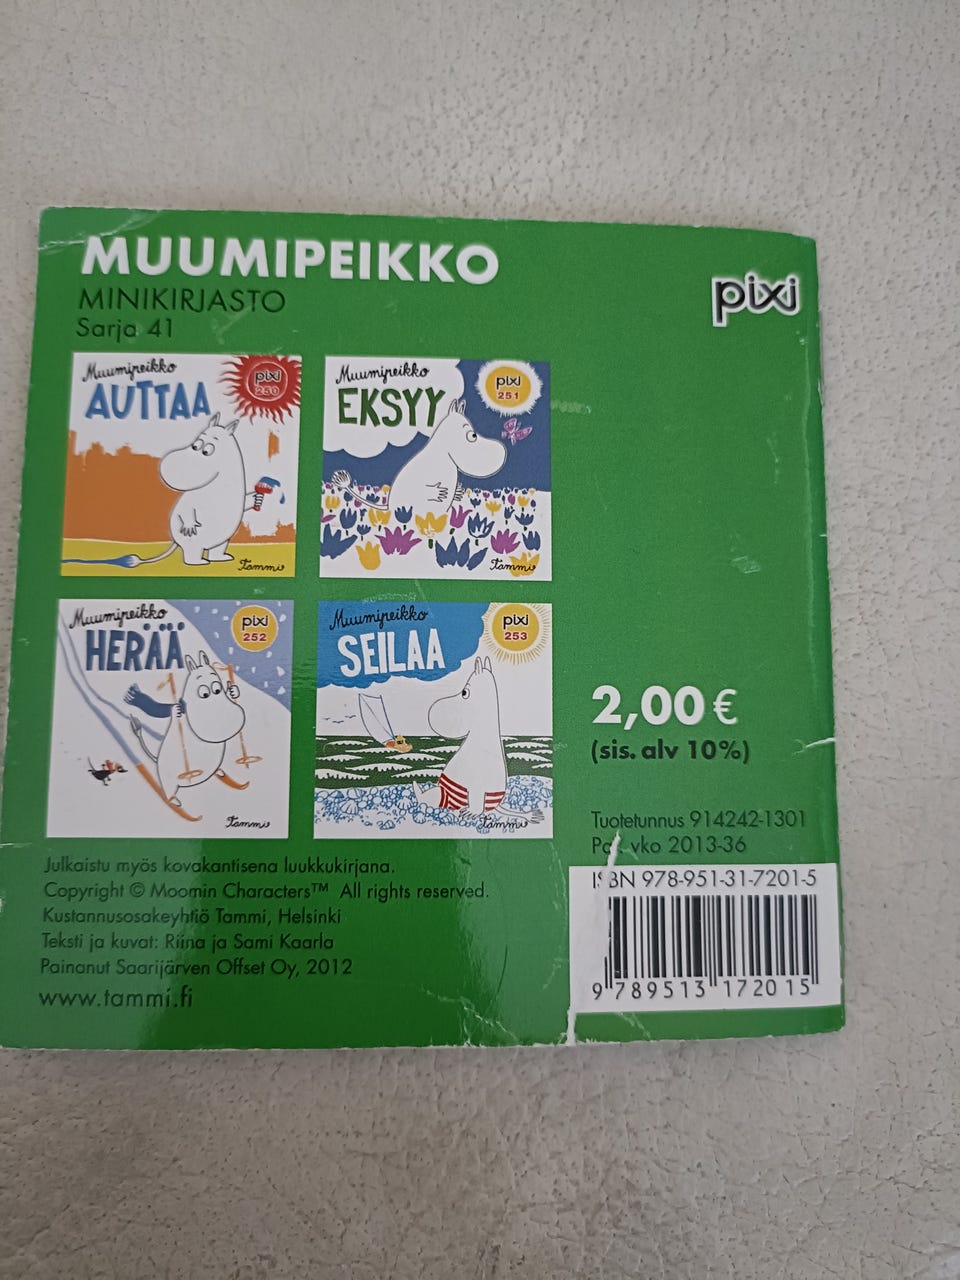 MUUMIPEIKKO
MINIKIRJASTO
Sarja 41
pixi
Muumipeikko
AUTTAA
pixi
250
Tammi
Muumipeikko
EKSYY
pixi
251
Tammi
Muumipeikko
HERÄÄ
pixi
252
Tammi
Muumipeikko
SEILAA
pixi
253
Tammi
2,00 €
(sis. alv 10%)
Tuotetunnus 914242-1301
vko 2013-36
ISBN 978-951-31-7201-5
9 789513 172015
Julkaistu myös kovakantisena luukkukirjana.
Copyright © Moomin Characters™ All rights reserved.
Kustannusosakeyhtiö Tammi, Helsinki
Teksti ja kuvat: Riina ja Sami Kaarla
Painanut Saarijärven Offset Oy, 2012
www.tammi.fi